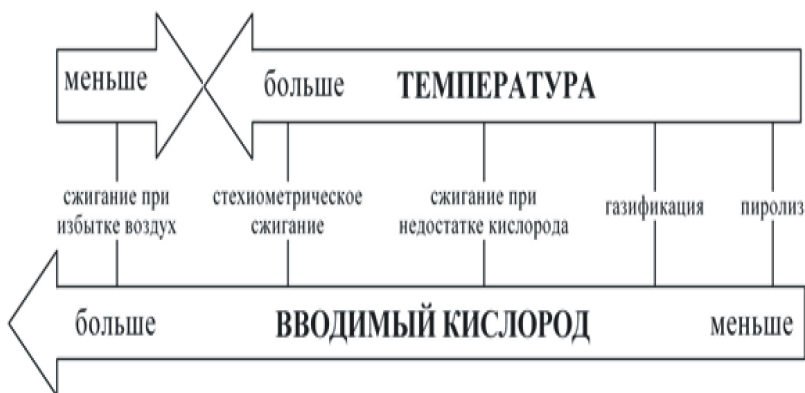 меньше
больше
ТЕМПЕРАТУРА
сжигание при
избытке воздух
стехиометрическое
сжигание
сжигание при
недостатке кислорода
газификация
пиролиз
больше
ВВОДИМЫЙ КИСЛОРОД
меньше